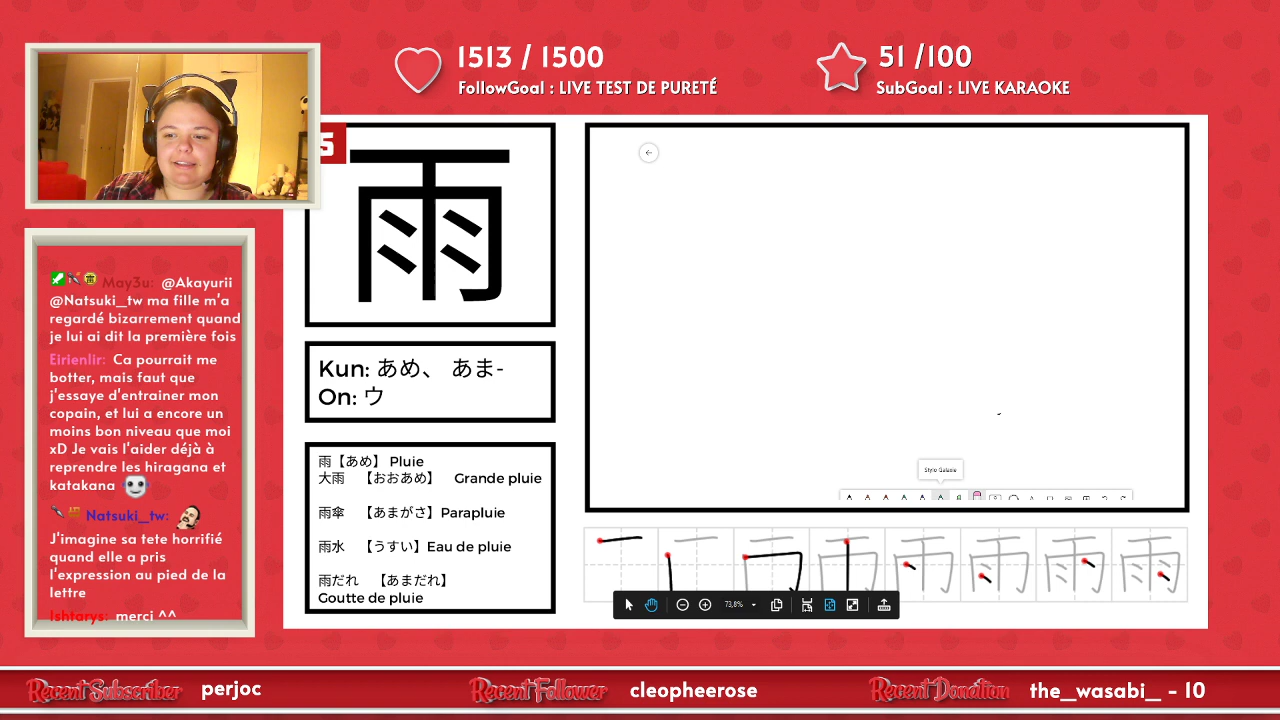 1513 / 1500
FollowGoal : LIVE TEST DE PURETÉ
51 /100
SubGoal : LIVE KARAOKE
5
雨
Kun: あめ、 あま-
On: ウ
雨【あめ】 Pluie
大雨 【おおあめ】 Grande pluie
雨傘 【あまがさ】Parapluie
雨水 【うすい】Eau de pluie
雨だれ 【あまだれ】
Goutte de pluie
Stylo Galaxie
73,8%
May3u: @Akayurii
@Natsuki_tw ma fille m'a
regardé bizarrement quand
je lui ai dit la première fois
Eirienlir: Ca pourrait me
botter, mais faut que
j'essaye d'entrainer mon
copain, et lui a encore un
moins bon niveau que moi
xD Je vais l'aider déjà à
reprendre les hiragana et
katakana
Natsuki_tw:
J'imagine sa tete horrifié
quand elle a pris
l'expression au pied de la
lettre
Ishtarys: merci ^^
Recent Subscriber perjoc
Recent Follower cleopheerose
Recent Donation the_wasabi_ - 10